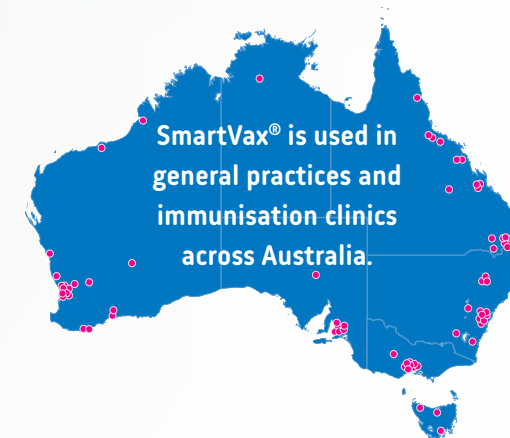 SmartVax® is used in
general practices and
immunisation clinics
across Australia.